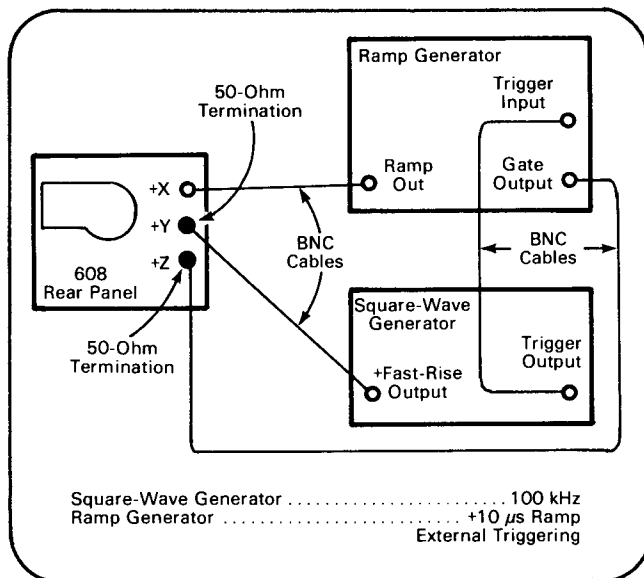 Ramp Generator
50-Ohm
Termination
Trigger
Input
+X
Ramp
Out
Gate
Output
+Y
BNC
Cables
BNC
Cables
+Z
608
Rear Panel
Square-Wave
Generator
50-Ohm
Termination
+Fast-Rise
Output
Trigger
Output
Square-Wave Generator ........................ 100 kHz
Ramp Generator .............................. +10 µs Ramp
External Triggering